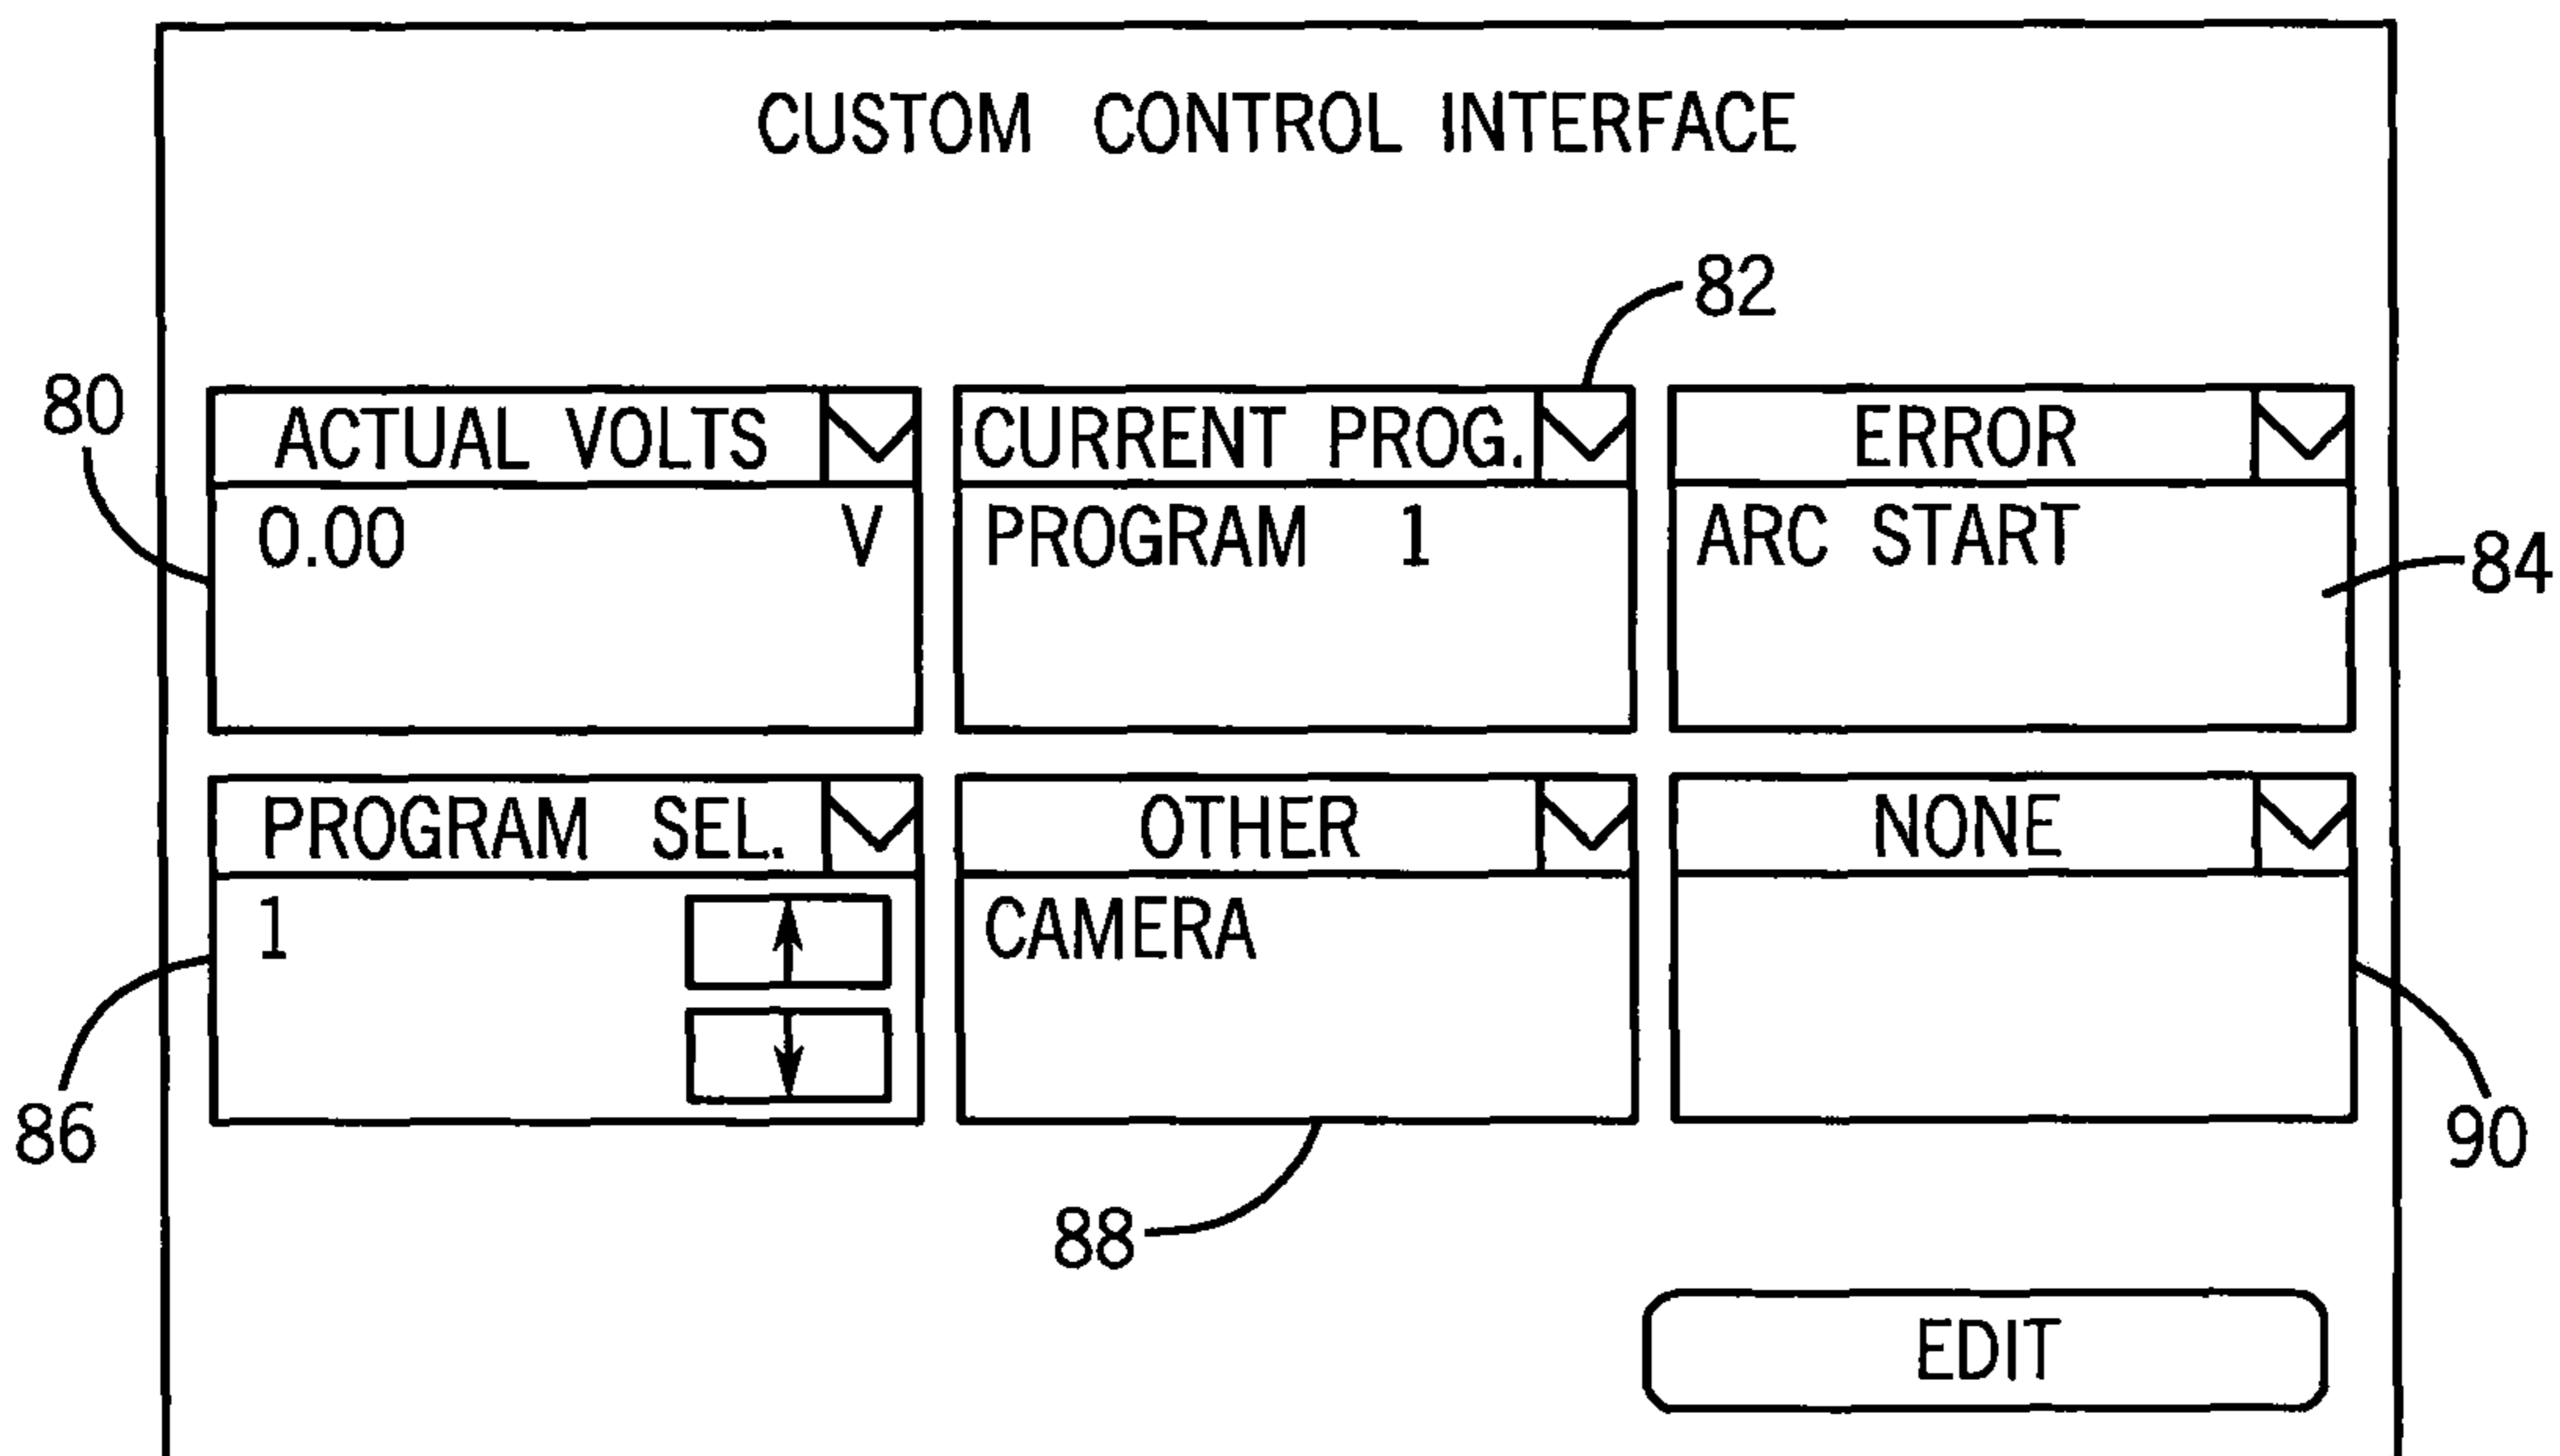 CUSTOM CONTROL INTERFACE
82
80
ACTUAL VOLTS
0.00 V
CURRENT PROG.
PROGRAM 1
ERROR
ARC START
84
PROGRAM SEL.
1
OTHER
CAMERA
NONE
86
90
88
EDIT